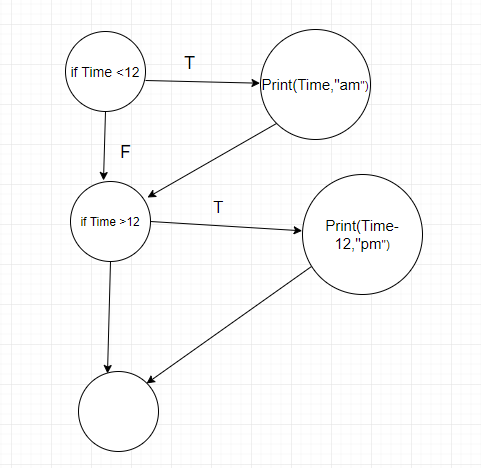 if Time <12
T
Print(Time,"am")
F
if Time >12
T
Print(Time-
12,"pm")